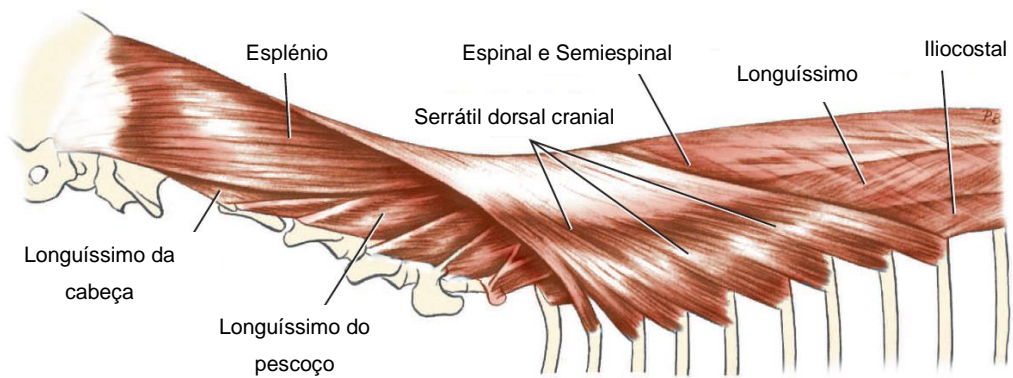 Esplénio
Espinal e Semiespinal
Iliocostal
Longuíssimo
Serrátil dorsal cranial
Longuíssimo da
cabeça
Longuíssimo do
pescoço